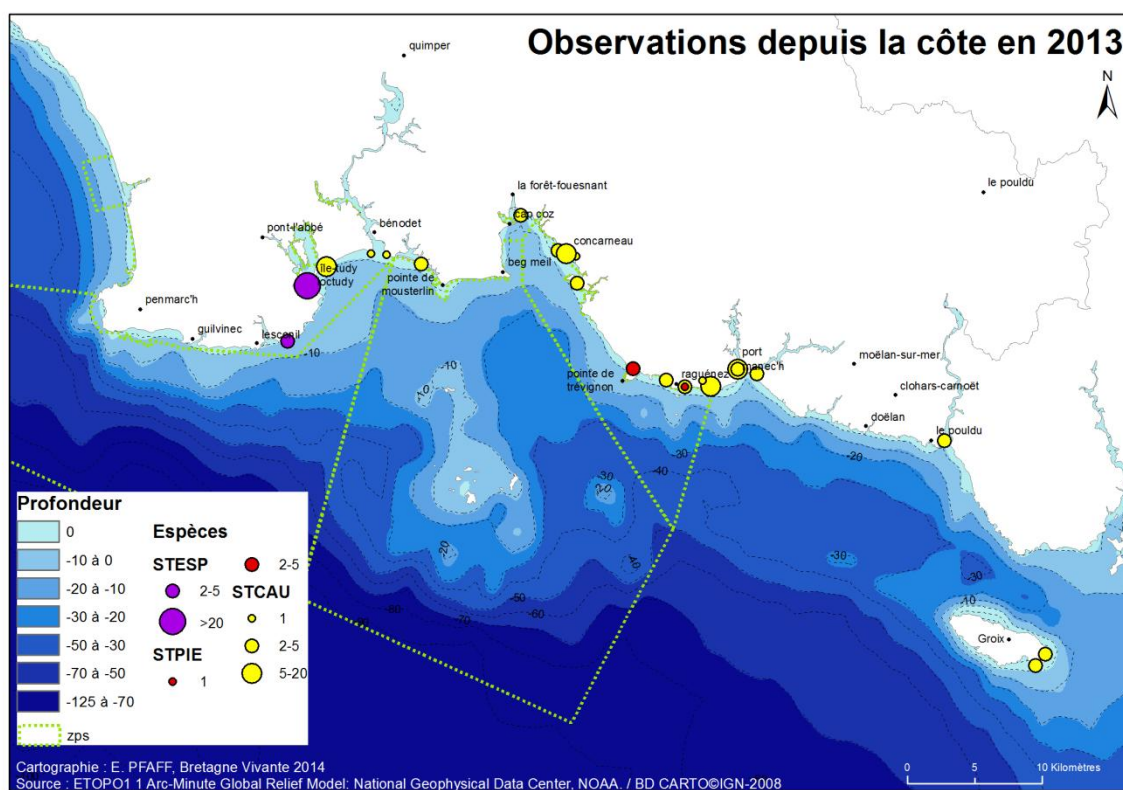 Observations depuis la côte en 2013
N
quimper
la forêt-fouesnant
le pouldu
cap coz
pont-l'abbé
bénodet
concarneau
île-tudy
loctudy
pointe de
mousterlin
beg meil
penmarc'h
guilvinec
lesconil
-10
port
manec'h
moëlan-sur-mer
pointe de
trévignon
raguénez
clohars-carnoët
doëlan
le pouldu
-10
-10
-20
-30
-40
-30
-20
-20
-40
-30
-30
-10
-50
-60
-70
-80
Groix
Profondeur
0
-10 à 0
-20 à -10
-30 à -20
-50 à -30
-70 à -50
-125 à -70
zps
Espèces
STESP
2-5
>20
STPIE
1
2-5
STCAU
1
2-5
5-20
Cartographie : E. PFAFF, Bretagne Vivante 2014
Source : ETOPO1 1 Arc-Minute Global Relief Model: National Geophysical Data Center, NOAA. / BD CARTO©IGN-2008
0 5 10 Kilomètres